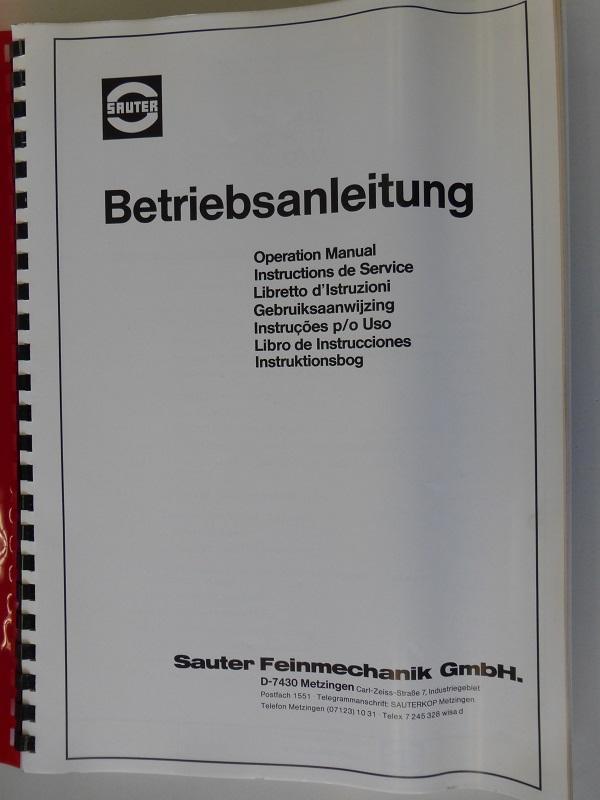 SAUTER
Betriebsanleitung
Operation Manual
Instructions de Service
Libretto d'Istruzioni
Gebruiksaanwijzing
Instruções p/o Uso
Libro de Instrucciones
Instruktionsbog
Sauter Feinmechanik GmbH.
D-7430 Metzingen Carl-Zeiss-Straße 7, Industriegebiet
Postfach 1551 · Telegrammanschrift: SAUTERKOP Metzingen
Telefon Metzingen (07123) 10 31 · Telex 7 245 328 wisa d